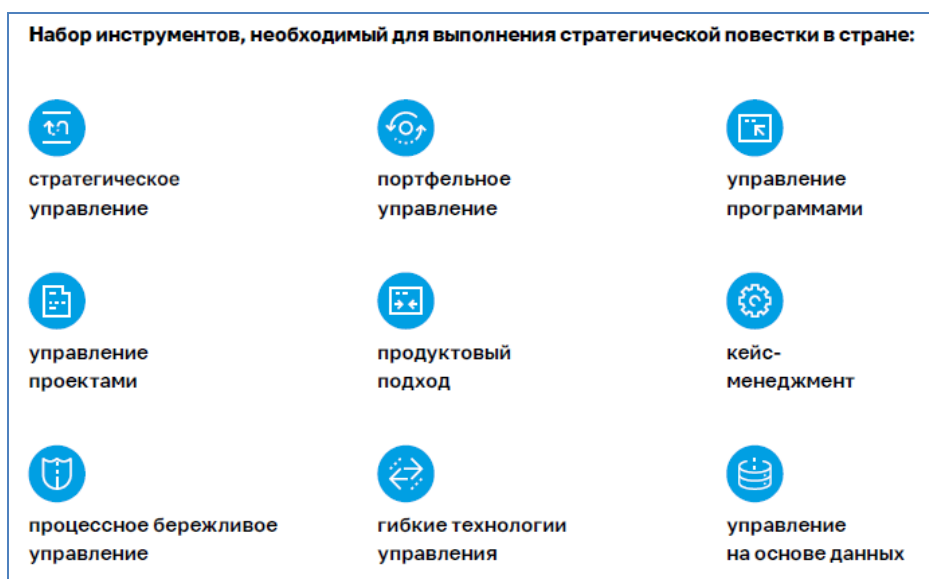 Набор инструментов, необходимый для выполнения стратегической повестки в стране:
стратегическое
управление
портфельное
управление
управление
программами
управление
проектами
продуктовый
подход
кейс-
менеджмент
процессное бережливое
управление
гибкие технологии
управления
управление
на основе данных